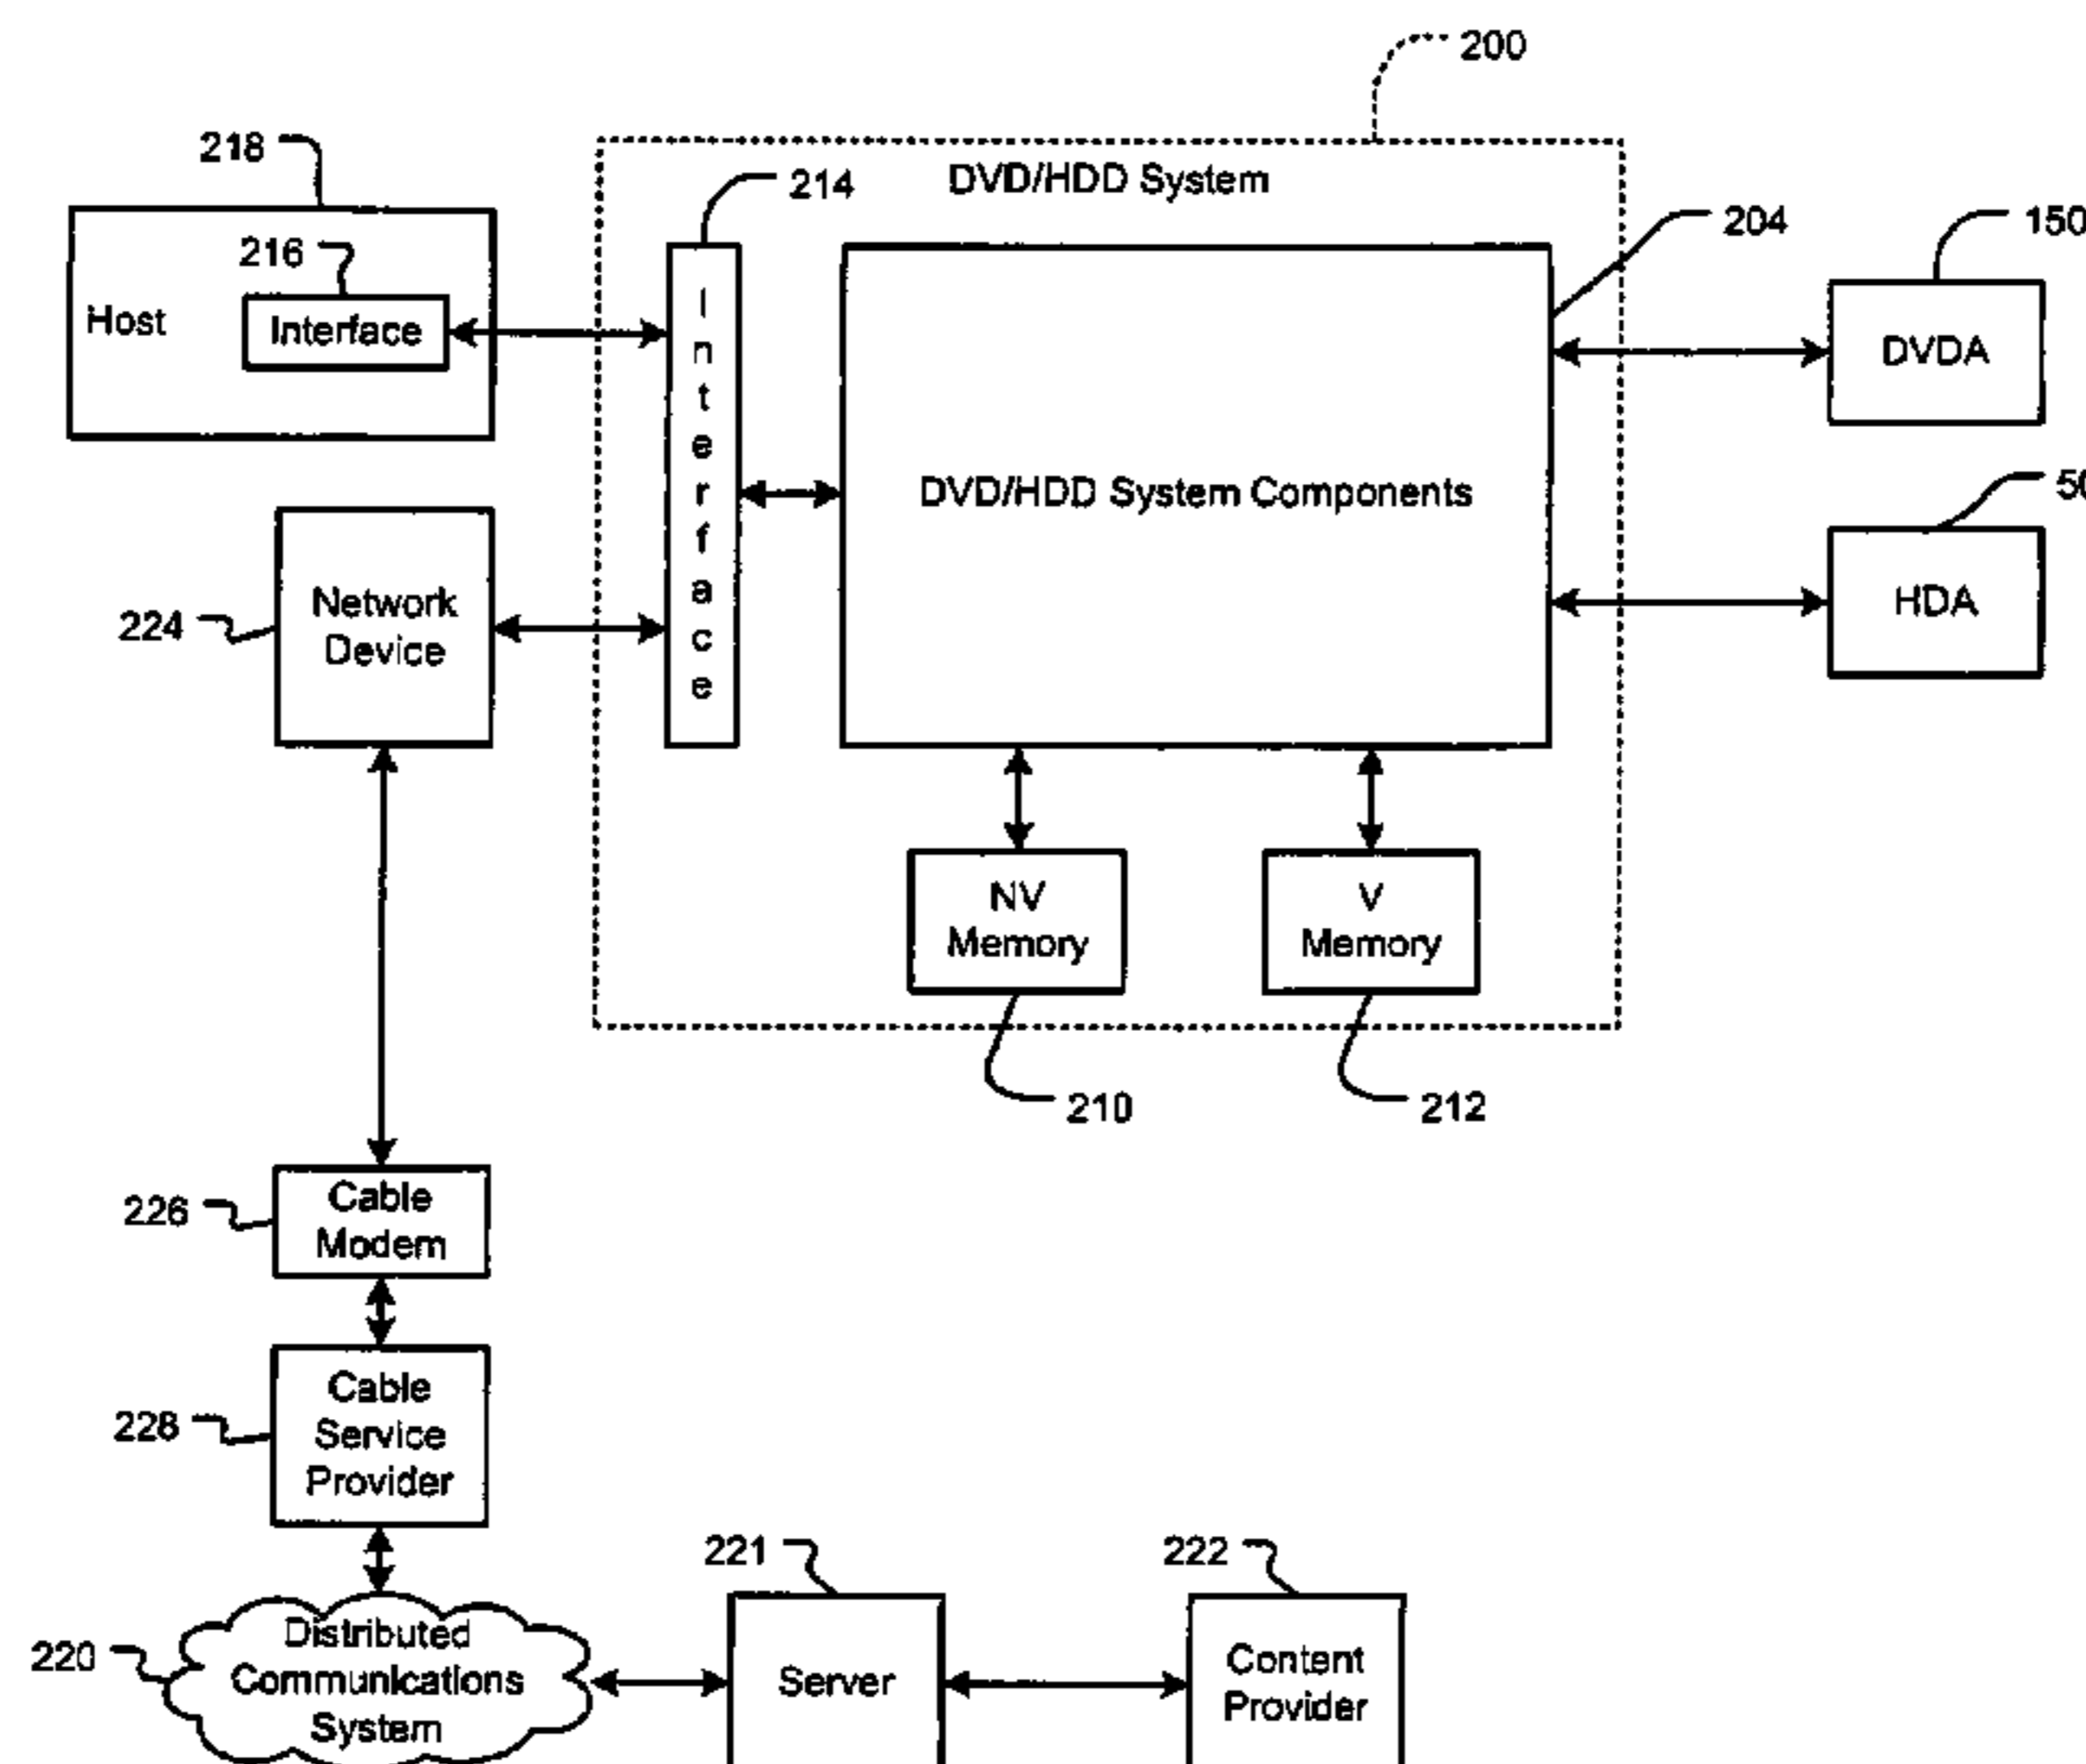 200
218
214
DVD/HDD System
204
150
216
Host
Interface
Interface
DVDA
DVD/HDD System Components
50
224
Network
Device
HDA
NV
Memory
V
Memory
210
212
226
Cable
Modem
228
Cable
Service
Provider
221
222
220
Distributed
Communications
System
Server
Content
Provider